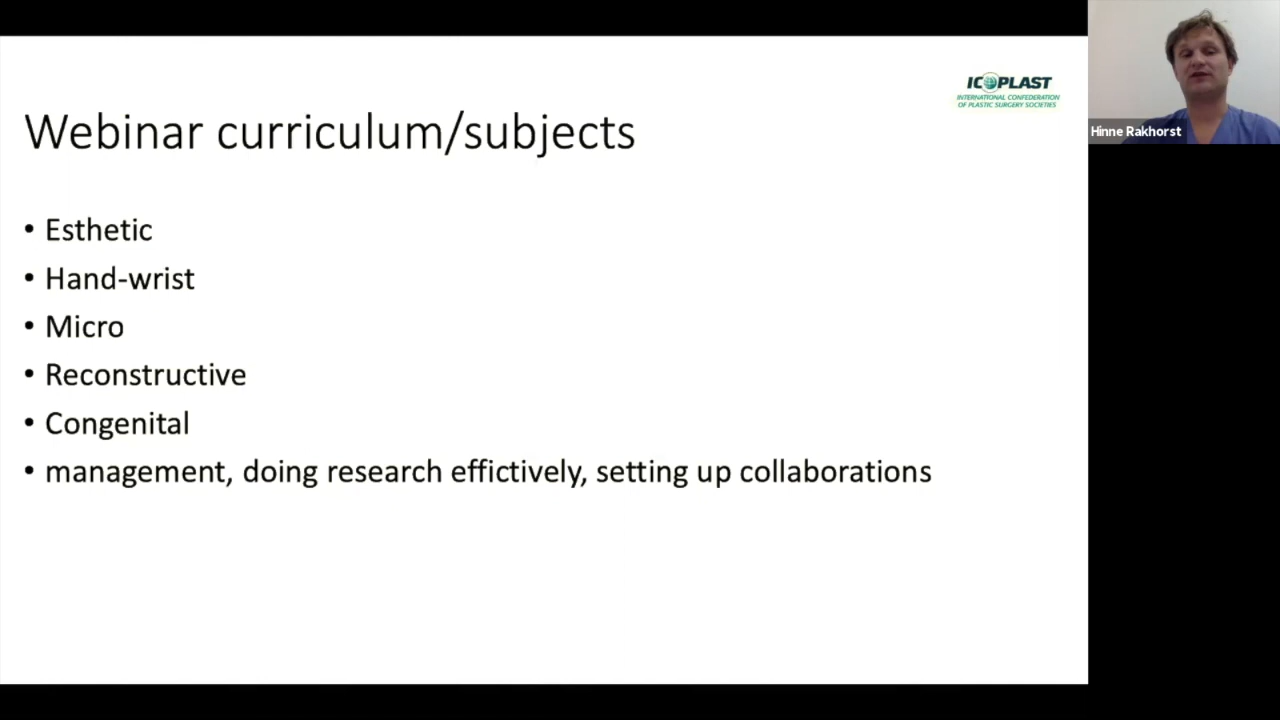 ICOPLAST
INTERNATIONAL CONFEDERATION
OF PLASTIC SURGERY SOCIETIES
Hinne Rakhorst
Webinar curriculum/subjects
• Esthetic
• Hand-wrist
• Micro
• Reconstructive
• Congenital
• management, doing research effictively, setting up collaborations